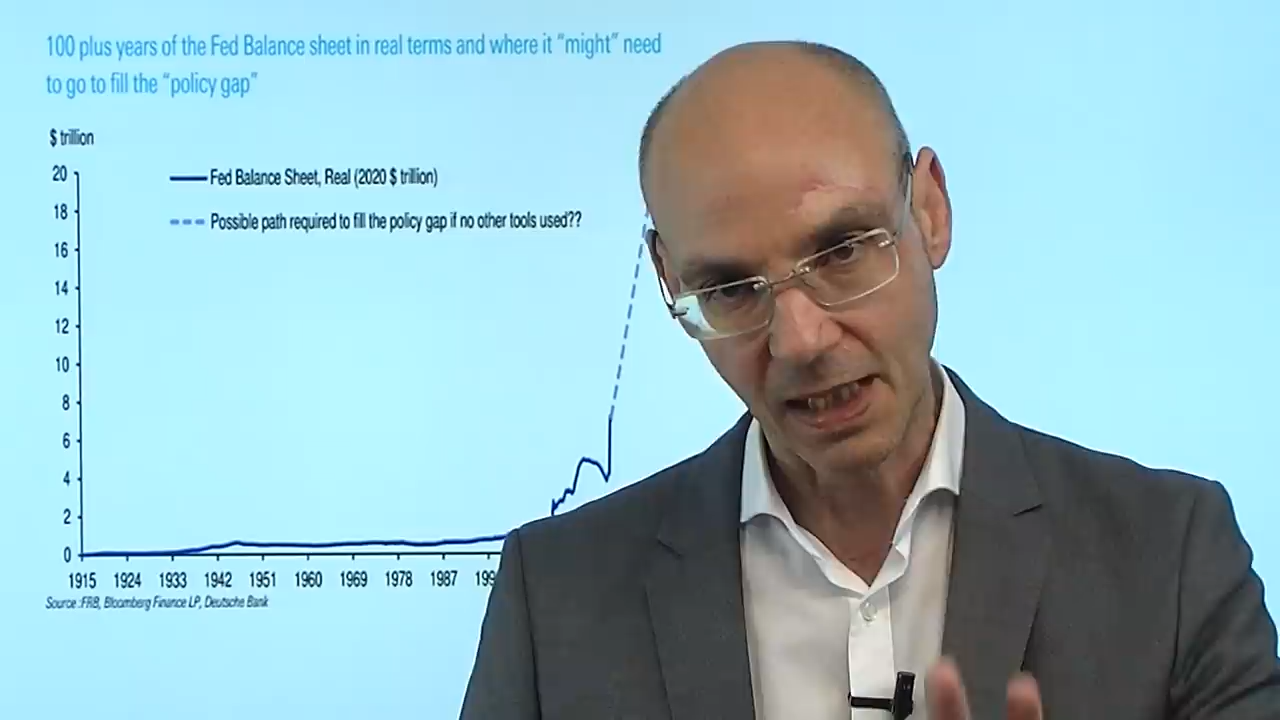 100 plus years of the Fed Balance sheet in real terms and where it “might” need
to go to fill the “policy gap”
$ trillion
20
Fed Balance Sheet, Real (2020 $ trillion)
18
Possible path required to fill the policy gap if no other tools used??
16
14
12
10
8
6
4
2
0
1915 1924 1933 1942 1951 1960 1969 1978 1987
Source :FRB, Bloomberg Finance LP, Deutsche Bank